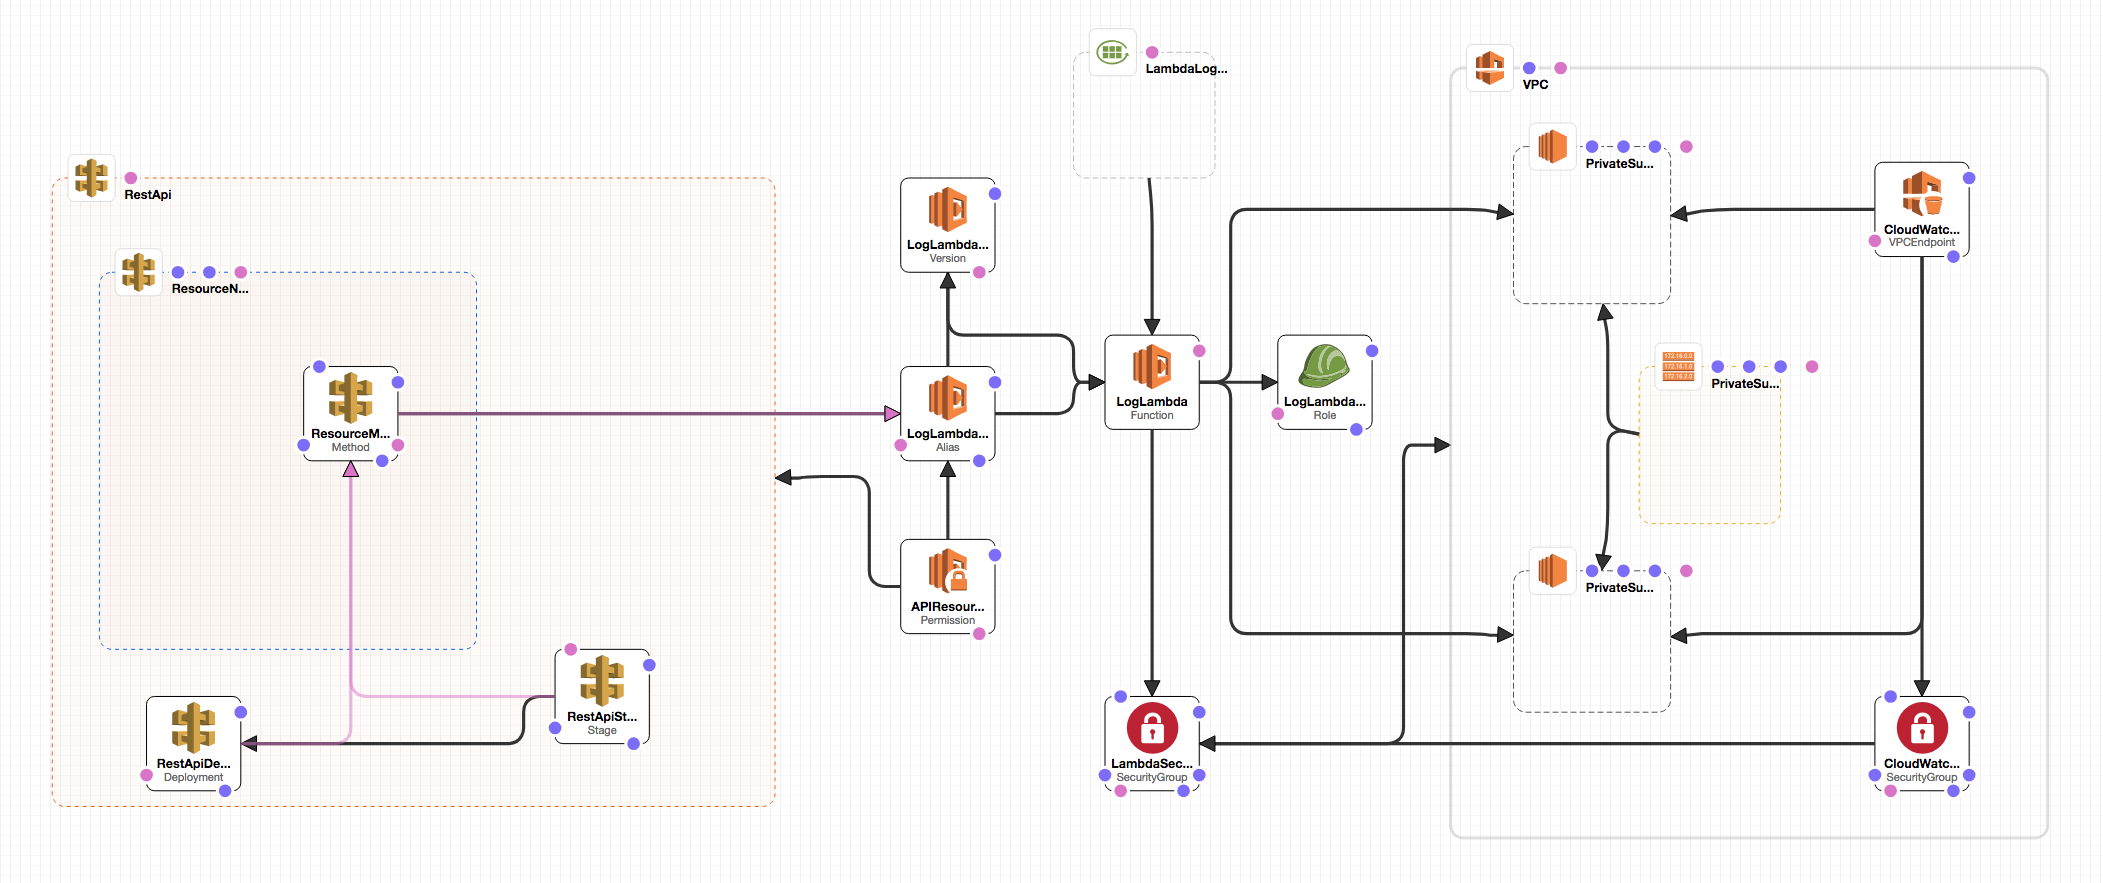 LambdaLog...
VPC
PrivateSu...
RestApi
LogLambda...
Version
CloudWatc...
VPCEndpoint
ResourceN...
172.16.0.0
172.16.1.0
172.16.2.0
PrivateSu...
LogLambda
Function
LogLambda...
Role
ResourceM...
Method
LogLambda...
Alias
PrivateSu...
APIResour...
Permission
RestApiSt...
Stage
RestApiDe...
Deployment
LambdaSec...
SecurityGroup
CloudWatc...
SecurityGroup